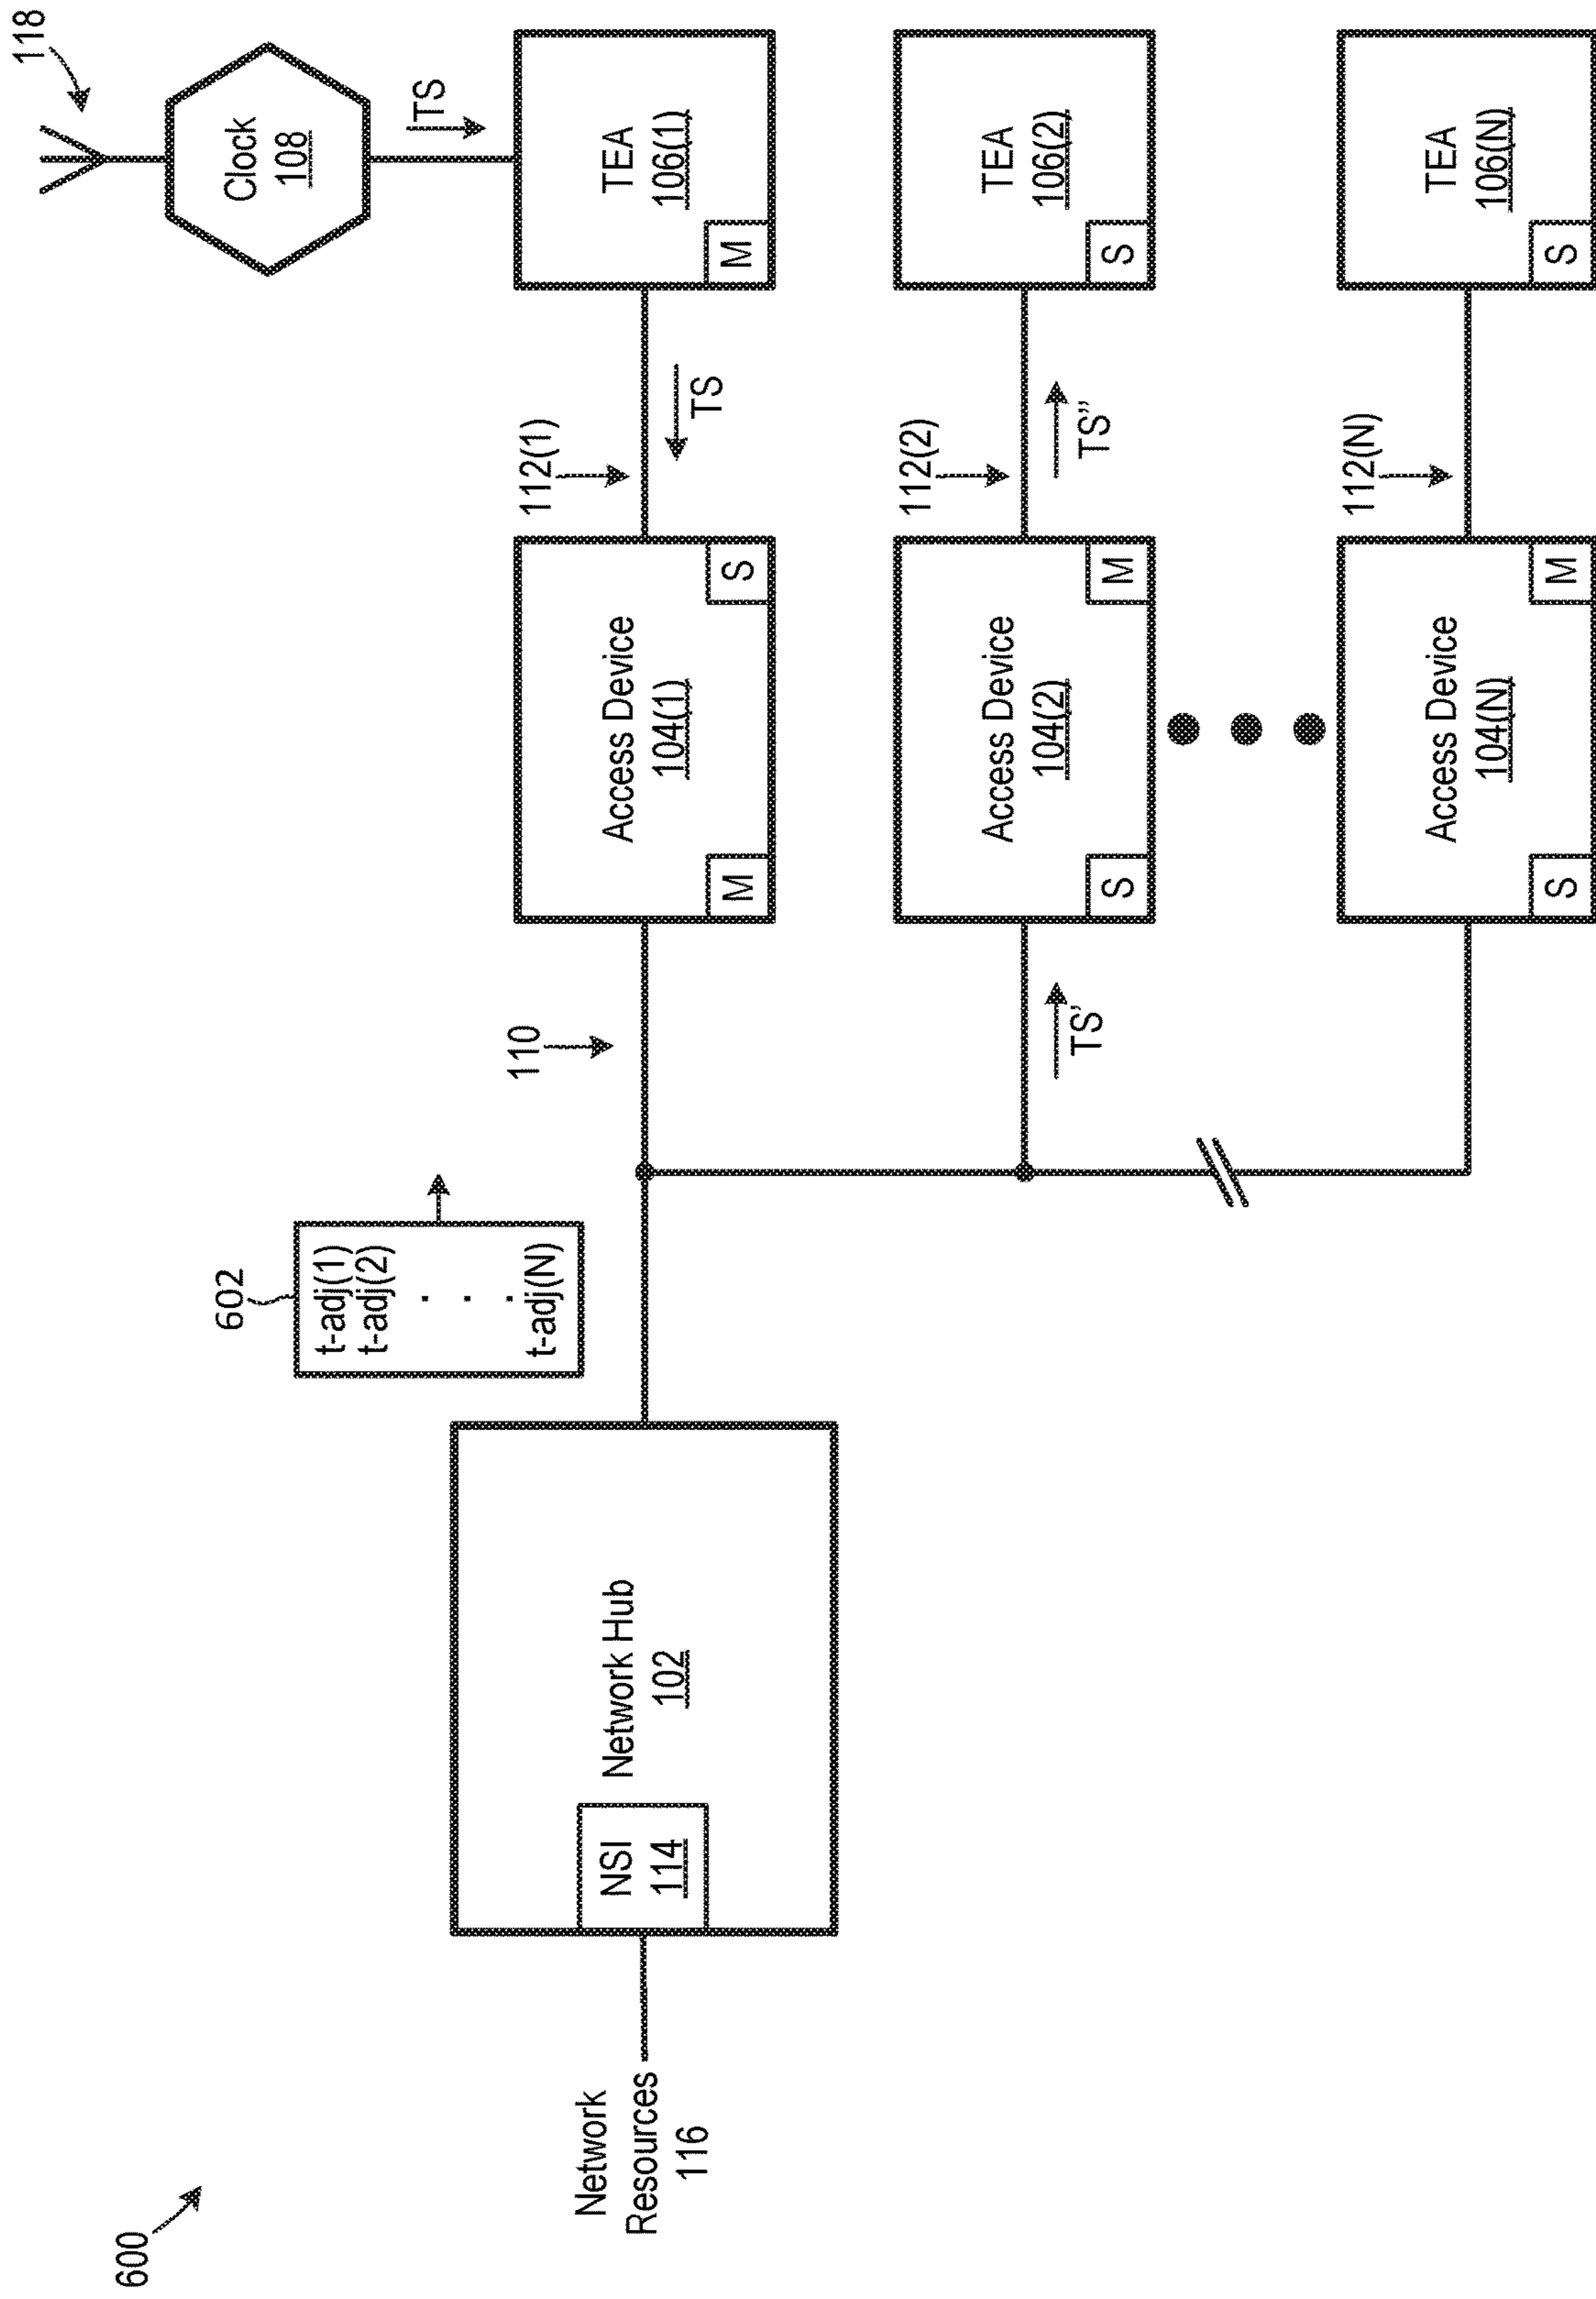 600
Network
Resources
116
NSI
114
Network Hub
102
602
t-adj(1)
t-adj(2)
.
.
.
t-adj(N)
110
M
Access Device
104(1)
S
112(1)
TS
M
TEA
106(1)
TS
Clock
108
118
TS'
S
Access Device
104(2)
M
112(2)
TS''
S
TEA
106(2)
S
Access Device
104(N)
M
112(N)
S
TEA
106(N)